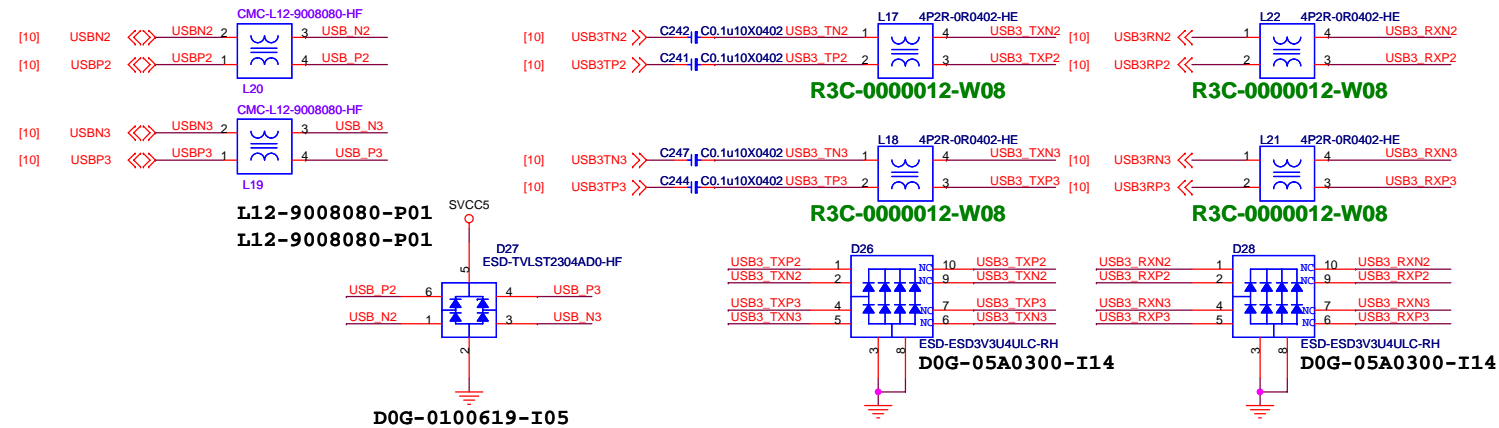 CMC-L12-9008080-HF
[10] USBN2 USBN2 2 3 USB_N2
[10] USBP2 USBP2 1 4 USB_P2
L20
CMC-L12-9008080-HF
[10] USBN3 USBN3 2 3 USB_N3
[10] USBP3 USBP3 1 4 USB_P3
L19
L12-9008080-P01
L12-9008080-P01
L17 4P2R-0R0402-HE
[10] USB3TN2 C242 C0.1u10X0402 USB3_TN2 1 4 USB3_TXN2
[10] USB3TP2 C241 C0.1u10X0402 USB3_TP2 2 3 USB3_TXP2
R3C-0000012-W08
L18 4P2R-0R0402-HE
[10] USB3TN3 C247 C0.1u10X0402 USB3_TN3 1 4 USB3_TXN3
[10] USB3TP3 C244 C0.1u10X0402 USB3_TP3 2 3 USB3_TXP3
R3C-0000012-W08
L22 4P2R-0R0402-HE
[10] USB3RN2 1 4 USB3_RXN2
[10] USB3RP2 2 3 USB3_RXP2
R3C-0000012-W08
L21 4P2R-0R0402-HE
[10] USB3RN3 1 4 USB3_RXN3
[10] USB3RP3 2 3 USB3_RXP3
R3C-0000012-W08
SVCC5
D27
ESD-TVLST2304AD0-HF
5
USB_P2 6 4 USB_P3
USB_N2 1 3 USB_N3
2
D0G-0100619-I05
D26
USB3_TXP2 1 NC 10 USB3_TXP2
USB3_TXN2 2 NC 9 USB3_TXN2
USB3_TXP3 4 NC 7 USB3_TXP3
USB3_TXN3 5 NC 6 USB3_TXN3
3 8
ESD-ESD3V3U4ULC-RH
D0G-05A0300-I14
D28
USB3_RXN2 1 NC 10 USB3_RXN2
USB3_RXP2 2 NC 9 USB3_RXP2
USB3_RXN3 4 NC 7 USB3_RXN3
USB3_RXP3 5 NC 6 USB3_RXP3
3 8
ESD-ESD3V3U4ULC-RH
D0G-05A0300-I14